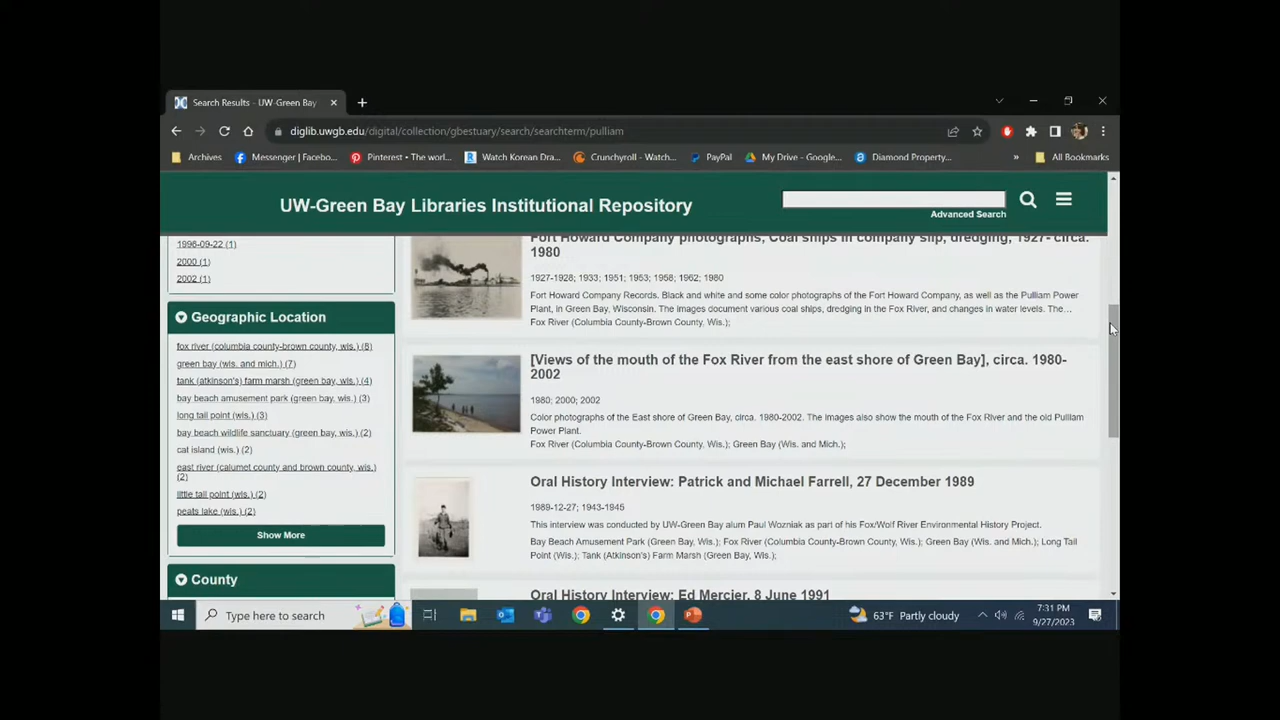 Search Results - UW-Green Bay
diglib.uwgb.edu/digital/collection/gbestuary/search/searchterm/pulliam
Archives
Messenger | Facebo...
Pinterest • The worl...
Watch Korean Dra...
Crunchyroll - Watch...
PayPal
My Drive - Google...
Diamond Property...
»
All Bookmarks
UW-Green Bay Libraries Institutional Repository
Advanced Search
1996-09-22 (1)
2000 (1)
2002 (1)
Geographic Location
fox river (columbia county-brown county, wis.) (8)
green bay (wis. and mich.) (7)
tank (atkinson's) farm marsh (green bay, wis.) (4)
bay beach amusement park (green bay, wis.) (3)
long tail point (wis.) (3)
bay beach wildlife sanctuary (green bay, wis.) (2)
cat island (wis.) (2)
east river (calumet county and brown county, wis.)
(2)
little tail point (wis.) (2)
peats lake (wis.) (2)
Show More
County
Fort Howard Company photographs, Coal ships in company slip, dredging, 1927- circa.
1980
1927-1928; 1933; 1951; 1953; 1958; 1962; 1980
Fort Howard Company Records. Black and white and some color photographs of the Fort Howard Company, as well as the Pulliam Power
Plant, in Green Bay, Wisconsin. The images document various coal ships, dredging in the Fox River, and changes in water levels. The...
Fox River (Columbia County-Brown County, Wis.);
[Views of the mouth of the Fox River from the east shore of Green Bay], circa. 1980-
2002
1980; 2000; 2002
Color photographs of the East shore of Green Bay, circa. 1980-2002. The images also show the mouth of the Fox River and the old Pulliam
Power Plant.
Fox River (Columbia County-Brown County, Wis.); Green Bay (Wis. and Mich.);
Oral History Interview: Patrick and Michael Farrell, 27 December 1989
1989-12-27; 1943-1945
This interview was conducted by UW-Green Bay alum Paul Wozniak as part of his Fox/Wolf River Environmental History Project.
Bay Beach Amusement Park (Green Bay, Wis.); Fox River (Columbia County-Brown County, Wis.); Green Bay (Wis. and Mich.); Long Tail
Point (Wis.); Tank (Atkinson's) Farm Marsh (Green Bay, Wis.);
Oral History Interview: Ed Mercier, 8 June 1991
Type here to search
63°F Partly cloudy
7:31 PM
9/27/2023